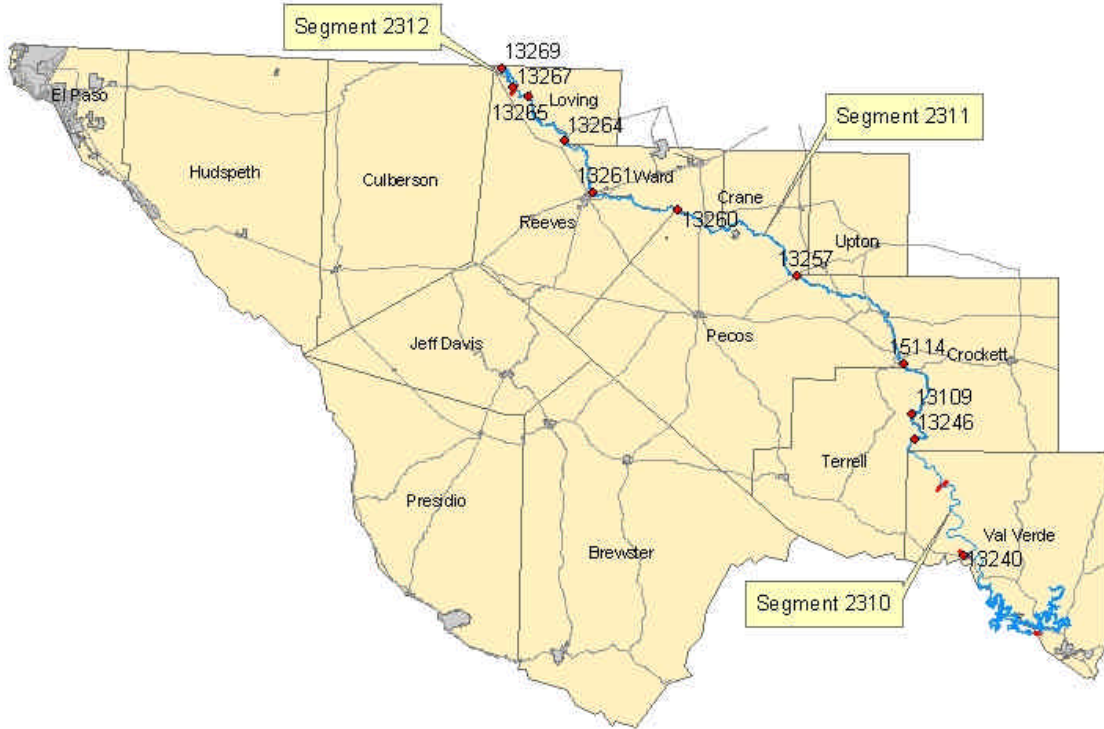 Segment 2312
13269
13267
El Paso
Loving
13265
13264
Segment 2311
Hudspeth
Culberson
13261 Ward
Crane
Reeves
13260
Upton
13257
Pecos
Jeff Davis
15114
Crockett
13109
13246
Terrell
Presidio
Val Verde
Brewster
13240
Segment 2310